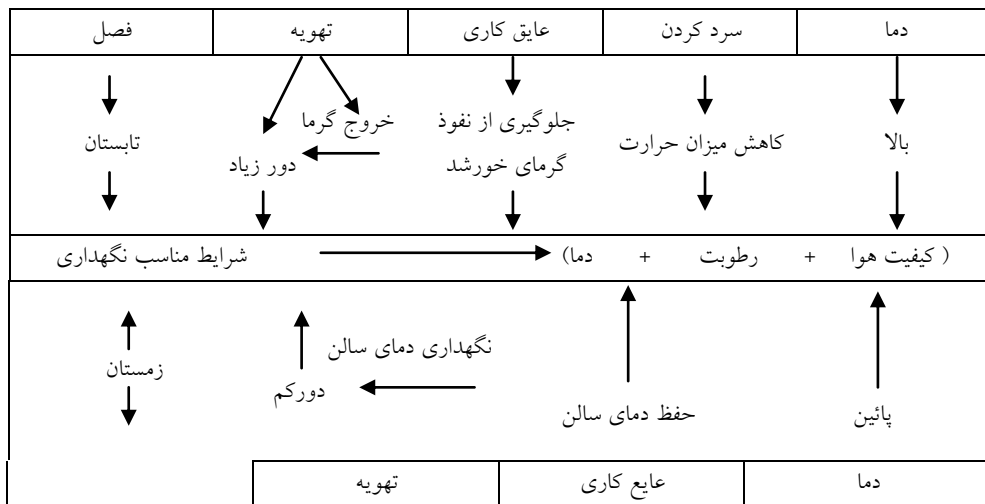 دما سرد کردن عایق کاری تهویه فصل
بالا
کاهش میزان حرارت
جلوگیری از نفوذ
گرمای خورشد
خروج گرما
دور زیاد
تابستان
( کیفیت هوا + رطوبت + دما) شرایط مناسب نگهداری
پائین
حفظ دمای سالن
نگهداری دمای سالن
دورکم
زمستان
دما عایع کاری تهویه